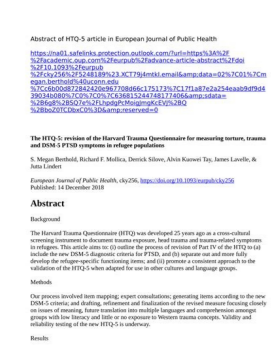 Abstract of HTQ-5 article in European Journal of Public Health
https://na01.safelinks.protection.outlook.com/?url=https%3A%2F
%2Facademic.oup.com%2Feurpub%2Fadvance-article-abstract%2Fdoi
%2F10.1093%2Feurpub
%2Fcky256%2F5248189%23.XCT79j4mtkI.email&amp;data=02%7C01%7Cm
egan.berthold%40uconn.edu
%7Cc6b00d872842420e967708d66c175173%7C17f1a87e2a254eaab9df9d4
39034b080%7C0%7C0%7C636815244748177406&amp;sdata=
%2B6g8%2BSQ7e%2FLhpdgPcMoigJmgKcEVJ%2BQ
%2BboZ0TCDbxC0%3D&amp;reserved=0
The HTQ-5: revision of the Harvard Trauma Questionnaire for measuring torture, trauma
and refugee DSM-5 PTSD symptoms in refugee populations
S. Megan Berthold, Richard F. Mollica, Derrick Silove, Alvin Kuowei Tay, James Lavelle, &
Jutta Lindert
European Journal of Public Health, cky256, https://doi.org/10.1093/eurpub/cky256
Published: 14 December 2018
Abstract
Background
The Harvard Trauma Questionnaire (HTQ) was developed 25 years ago as a cross-cultural
screening instrument to document trauma exposure, head trauma and trauma-related symptoms
in refugees. This article aims to: (i) outline the process of revision of Part IV of the HTQ to (a)
include the new DSM-5 diagnostic criteria for PTSD, and (b) separate out and more fully
develop the refugee-specific functioning items; and (ii) promote a consistent approach to the
validation of the HTQ-5 when adapted for use in other cultures and language groups.
Methods
Our process involved item mapping; expert consultations; generating items according to the new
DSM-5 criteria; and drafting, refinement and finalization of the revised measure focusing closely
on issues of meaning, future translation into multiple languages and comprehension amongst
groups with low literacy and little or no exposure to Western trauma concepts. Validity and
reliability testing of the new HTQ-5 is underway.
Results